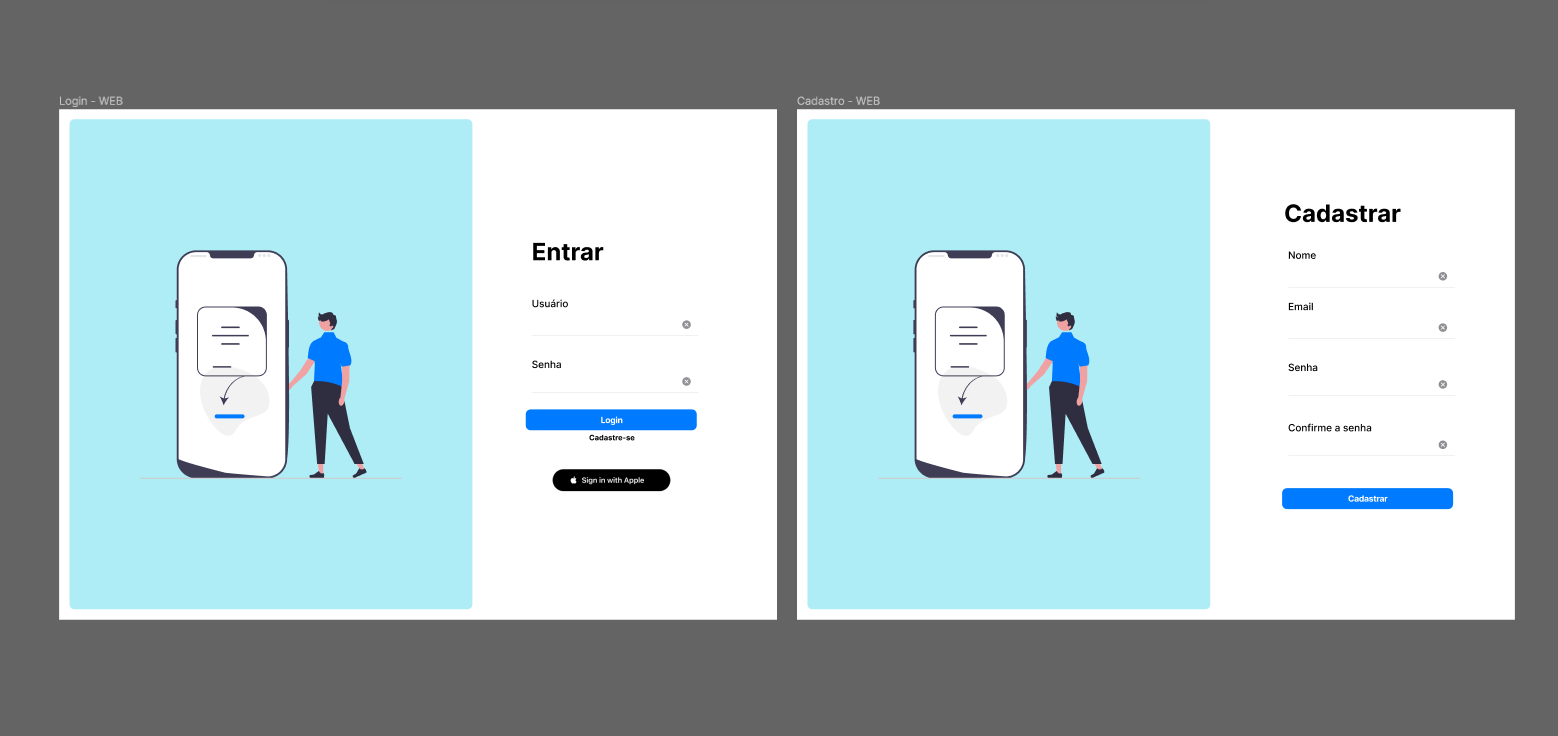 Login - WEB
Entrar
Usuário
Senha
Login
Cadastre-se
Sign in with Apple
Cadastro - WEB
Cadastrar
Nome
Email
Senha
Confirme a senha
Cadastrar